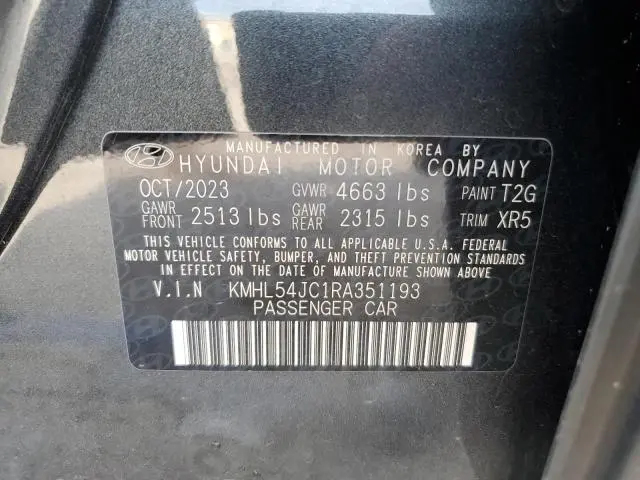 MANUFACTURED IN KOREA BY
HYUNDAI MOTOR COMPANY
OCT/2023 GVWR 4663 lbs PAINT T2G
GAWR FRONT 2513 lbs GAWR REAR 2315 lbs TRIM XR5
THIS VEHICLE CONFORMS TO ALL APPLICABLE U.S.A. FEDERAL
MOTOR VEHICLE SAFETY, BUMPER, AND THEFT PREVENTION STANDARDS
IN EFFECT ON THE DATE OF MANUFACTURE SHOWN ABOVE.
V.I.N KMHL54JC1RA351193
PASSENGER CAR